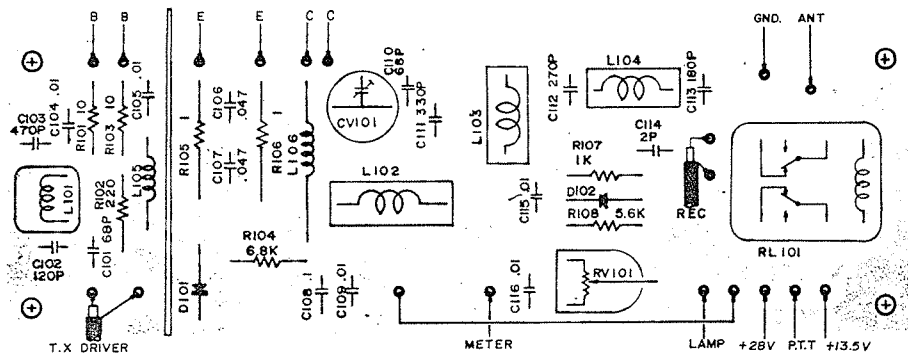 B B E E C C
GND. ANT
C103
470P
C104 .01
R101 10
R103 10
C105 .01
R105 1
C106
.047
C107
.047
R106 1
L106
CV101
C110
68P
C111 330P
L103
C112 270P
L104
C113 180P
C114
2P
R107
1K
D102
R108 5.6K
C115 .01
REC
RL101
L101
L105
R102
220
C101 68P
C102
120P
L102
R104
6.8K
D101
C108 .1
C109 .01
C116 .01
RV101
T.X DRIVER
METER
LAMP +28V P.T.T +13.5V